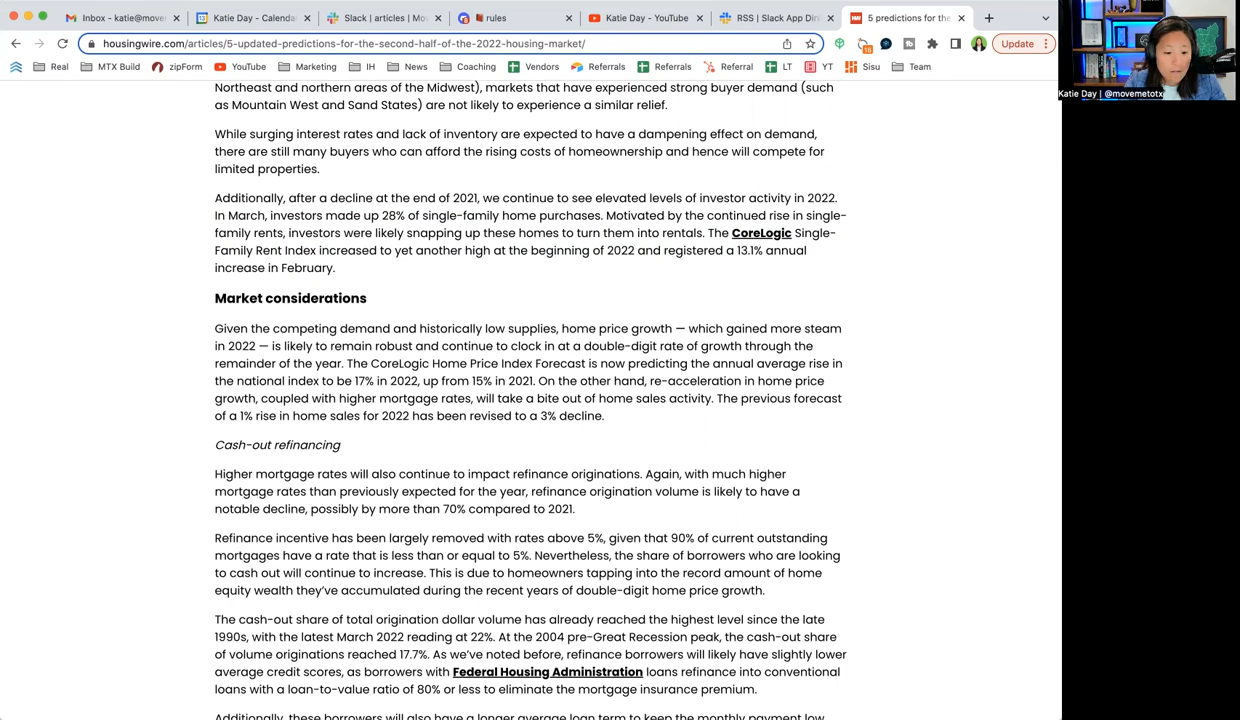 Inbox - katie@mover
Katie Day - Calenda
Slack | articles | Mo
rules
Katie Day - YouTube
RSS | Slack App Dire
5 predictions for the
housingwire.com/articles/5-updated-predictions-for-the-second-half-of-the-2022-housing-market/
18
Update
Real
MTX Build
zipForm
YouTube
Marketing
IH
News
Coaching
Vendors
Referrals
Referrals
Referral
LT
YT
Sisu
Team
Katie Day | @movemetotx
Northeast and northern areas of the Midwest), markets that have experienced strong buyer demand (such
as Mountain West and Sand States) are not likely to experience a similar relief.
While surging interest rates and lack of inventory are expected to have a dampening effect on demand,
there are still many buyers who can afford the rising costs of homeownership and hence will compete for
limited properties.
Additionally, after a decline at the end of 2021, we continue to see elevated levels of investor activity in 2022.
In March, investors made up 28% of single-family home purchases. Motivated by the continued rise in single-
family rents, investors were likely snapping up these homes to turn them into rentals. The CoreLogic Single-
Family Rent Index increased to yet another high at the beginning of 2022 and registered a 13.1% annual
increase in February.
Market considerations
Given the competing demand and historically low supplies, home price growth — which gained more steam
in 2022 — is likely to remain robust and continue to clock in at a double-digit rate of growth through the
remainder of the year. The CoreLogic Home Price Index Forecast is now predicting the annual average rise in
the national index to be 17% in 2022, up from 15% in 2021. On the other hand, re-acceleration in home price
growth, coupled with higher mortgage rates, will take a bite out of home sales activity. The previous forecast
of a 1% rise in home sales for 2022 has been revised to a 3% decline.
Cash-out refinancing
Higher mortgage rates will also continue to impact refinance originations. Again, with much higher
mortgage rates than previously expected for the year, refinance origination volume is likely to have a
notable decline, possibly by more than 70% compared to 2021.
Refinance incentive has been largely removed with rates above 5%, given that 90% of current outstanding
mortgages have a rate that is less than or equal to 5%. Nevertheless, the share of borrowers who are looking
to cash out will continue to increase. This is due to homeowners tapping into the record amount of home
equity wealth they've accumulated during the recent years of double-digit home price growth.
The cash-out share of total origination dollar volume has already reached the highest level since the late
1990s, with the latest March 2022 reading at 22%. At the 2004 pre-Great Recession peak, the cash-out share
of volume originations reached 17.7%. As we've noted before, refinance borrowers will likely have slightly lower
average credit scores, as borrowers with Federal Housing Administration loans refinance into conventional
loans with a loan-to-value ratio of 80% or less to eliminate the mortgage insurance premium.
Additionally, these borrowers will also have a longer average loan term to keep the monthly payment low